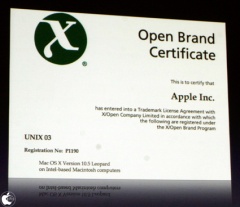 X ®
Open Brand
Certificate
This is to certify that
Apple Inc.
has entered into a Trademark License Agreement with
X/Open Company Limited in accordance with which
the following are registered under
the X/Open Brand Program
UNIX 03
Registration No: P1190
Mac OS X Version 10.5 Leopard
on Intel-based Macintosh computers